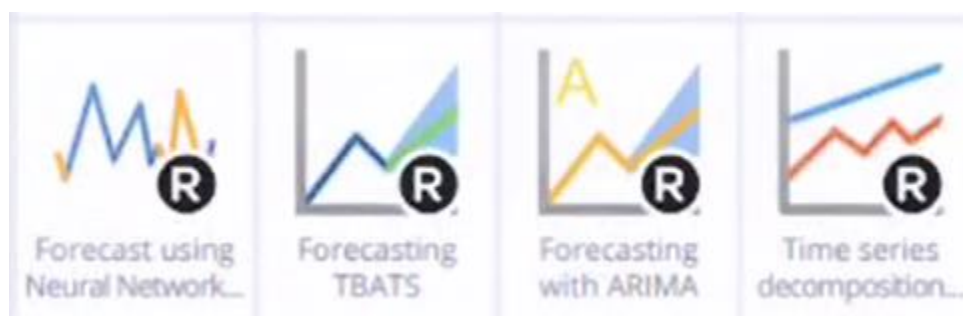 R
R
A
R
R
Forecast using
Neural Network...
Forecasting
TBATS
Forecasting
with ARIMA
Time series
decomposition...